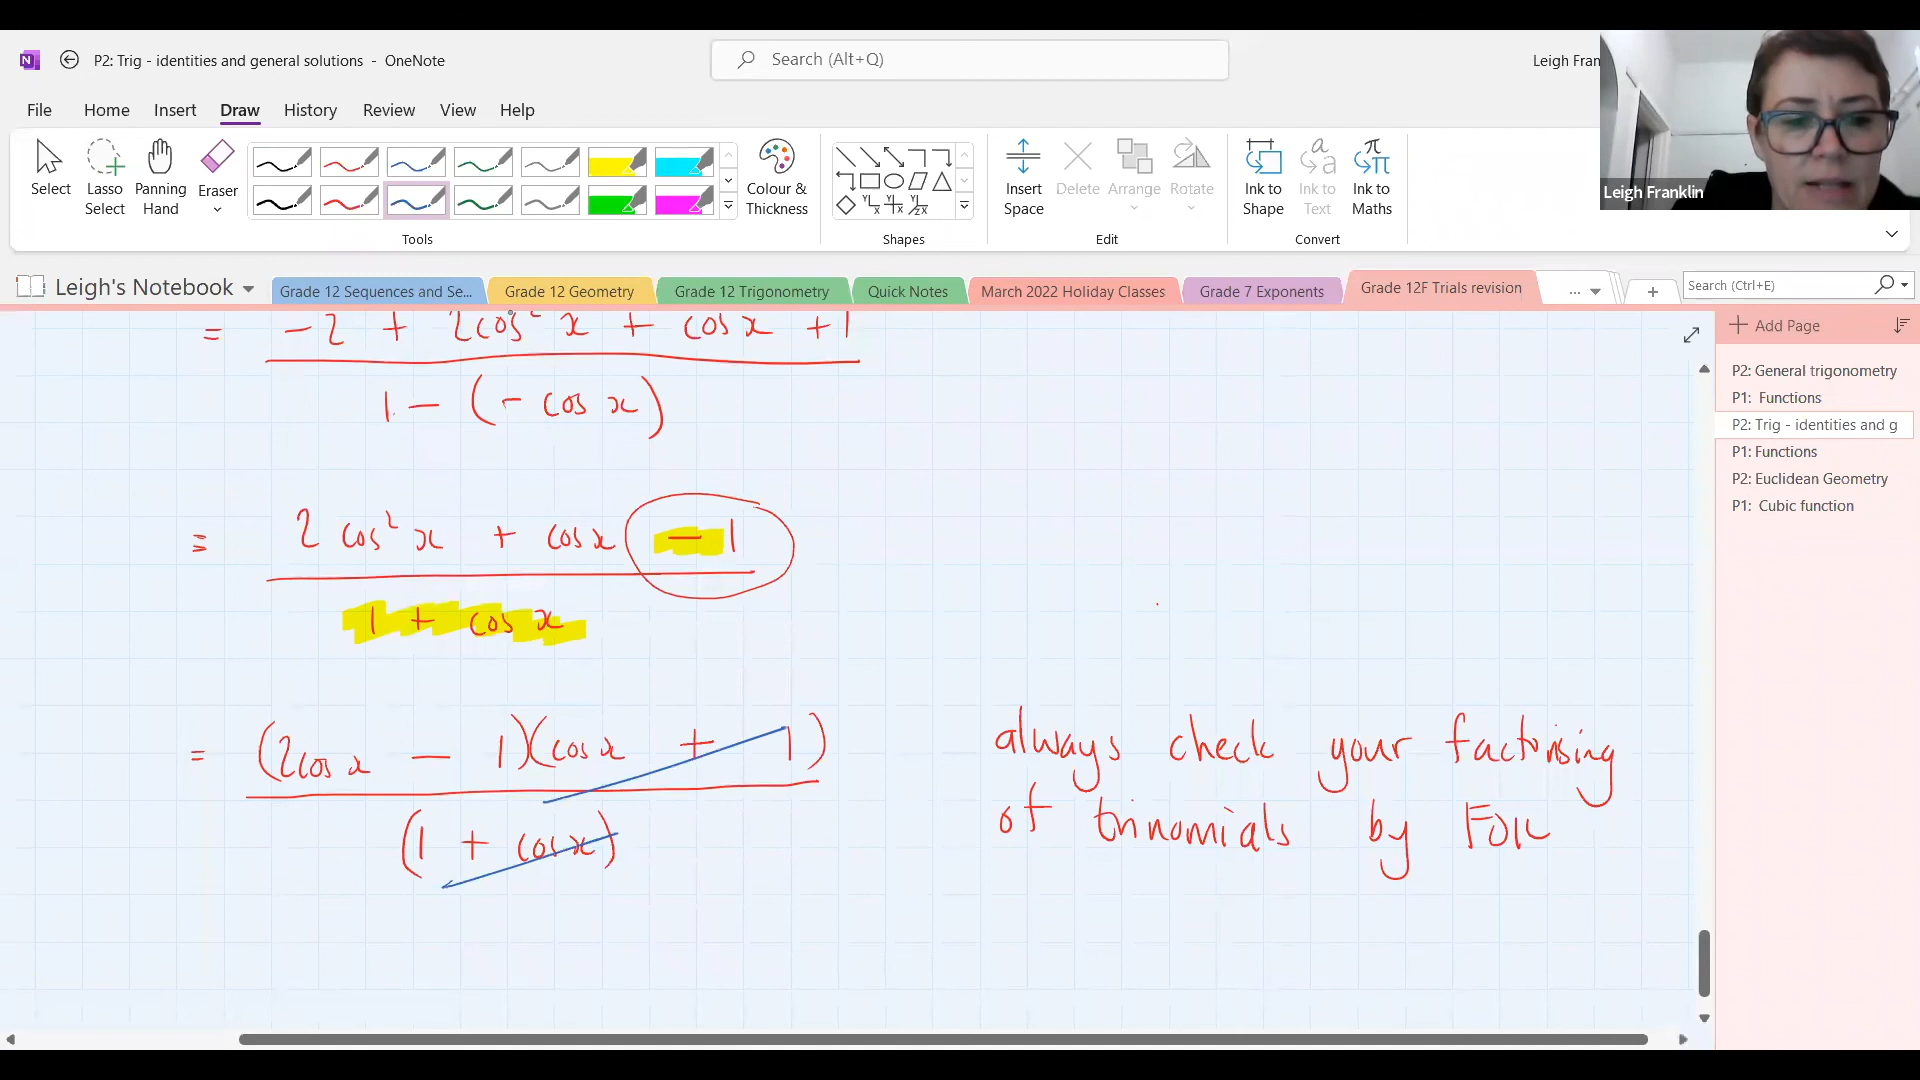 P2: Trig - identities and general solutions - OneNote
Search (Alt+Q)
Leigh Fran
File Home Insert Draw History Review View Help
Select
Lasso Select
Panning Hand
Eraser
Colour & Thickness
Insert Space
Delete
Arrange
Rotate
Ink to Shape
Ink to Text
Ink to Maths
Leigh Franklin
Tools Shapes Edit Convert
Leigh's Notebook
Grade 12 Sequences and Se...
Grade 12 Geometry
Grade 12 Trigonometry
Quick Notes
March 2022 Holiday Classes
Grade 7 Exponents
Grade 12F Trials revision
...
Search (Ctrl+E)
Add Page
P2: General trigonometry
P1: Functions
P2: Trig - identities and g
P1: Functions
P2: Euclidean Geometry
P1: Cubic function
= -2 + 2cos² x + cos x + 1
1 - (- cos x)
= 2 cos² x + cos x - 1
1 + cos x
= (2cos x - 1)(cos x + 1)
(1 + cos x)
always check your factorising
of trinomials by FOIL